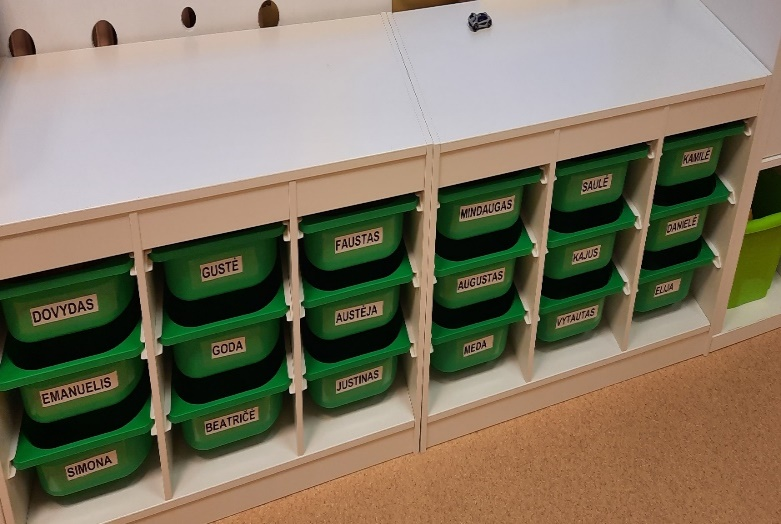 DOVYDAS
EMANUELIS
SIMONA
GUSTĖ
GODA
BEATRIČĖ
FAUSTAS
AUSTĖJA
JUSTINAS
MINDAUGAS
AUGUSTAS
MEDA
SAULĖ
KAJUS
VYTAUTAS
KAMILĖ
DANIELĖ
ELIJA